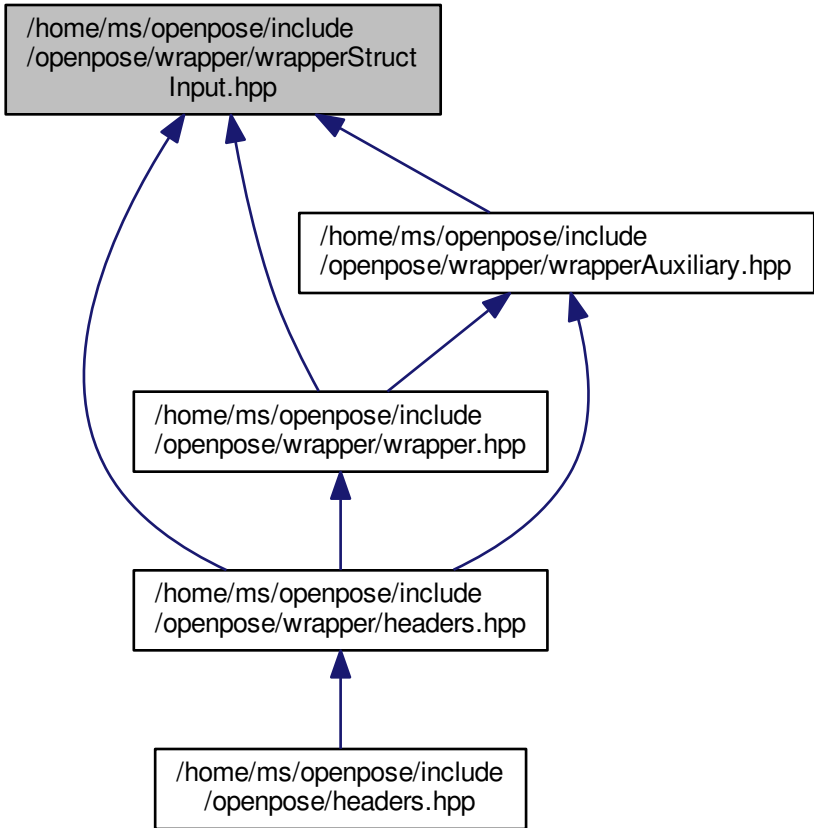 /home/ms/openpose/include
/openpose/wrapper/wrapperStruct
Input.hpp
/home/ms/openpose/include
/openpose/wrapper/wrapperAuxiliary.hpp
/home/ms/openpose/include
/openpose/wrapper/wrapper.hpp
/home/ms/openpose/include
/openpose/wrapper/headers.hpp
/home/ms/openpose/include
/openpose/headers.hpp